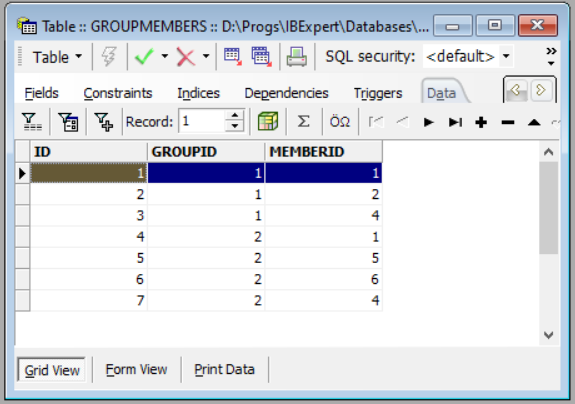 Table :: GROUPMEMBERS :: D:\Progs\IBExpert\Databases\...
Table SQL security: <default> »
Fields Constraints Indices Dependencies Triggers Data
Record: 1 Σ ÖΩ
ID GROUPID MEMBERID
1 1 1
2 1 2
3 1 4
4 2 1
5 2 5
6 2 6
7 2 4
Grid View Form View Print Data